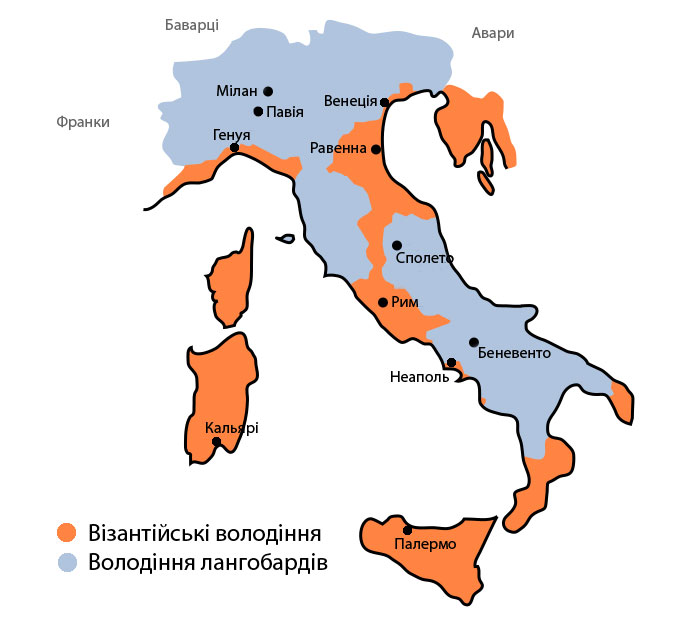 Баварці
Авари
Мілан
Венеція
Павія
Франки
Генуя
Равенна
Сполето
Рим
Беневенто
Неаполь
Кальярі
Візантійські володіння
Палермо
Володіння лангобардів